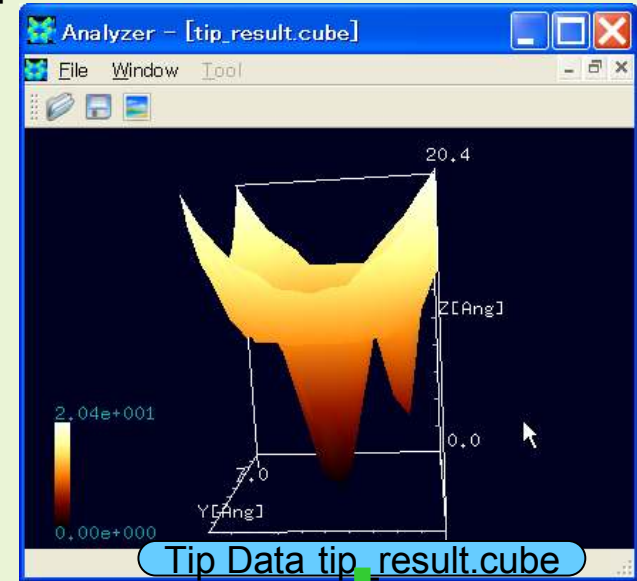 Analyzer - [tip_result.cube]
File Window Tool
20.4
Z[Ang]
2.04e+001
0.0
7.0
Y[Ang]
0.00e+000
Tip Data tip_result.cube